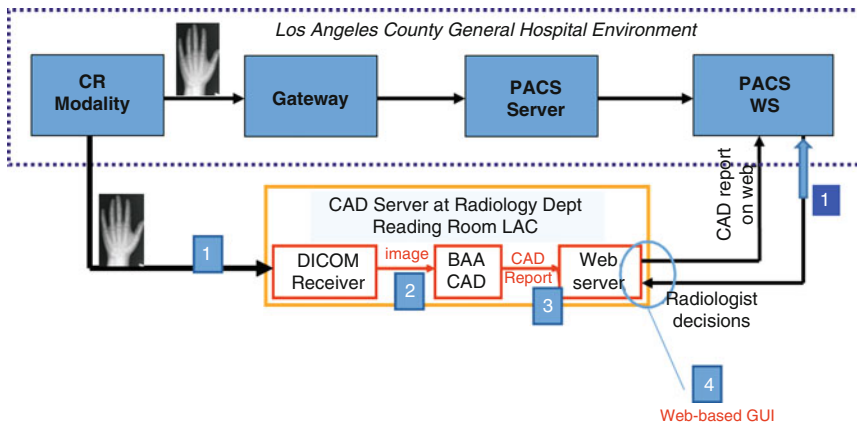 Los Angeles County General Hospital Environment
CR
Modality
Gateway
PACS
Server
PACS
WS
CAD report
on web
1
1
CAD Server at Radiology Dept
Reading Room LAC
DICOM
Receiver
image
2
BAA
CAD
CAD
Report
3
Web
server
Radiologist
decisions
4
Web-based GUI